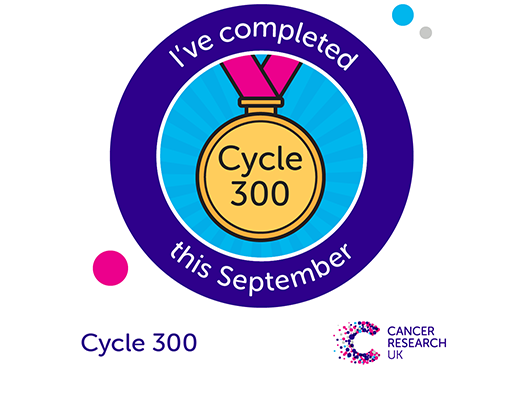 I've completed
Cycle
300
this September
Cycle 300
CANCER
RESEARCH
UK